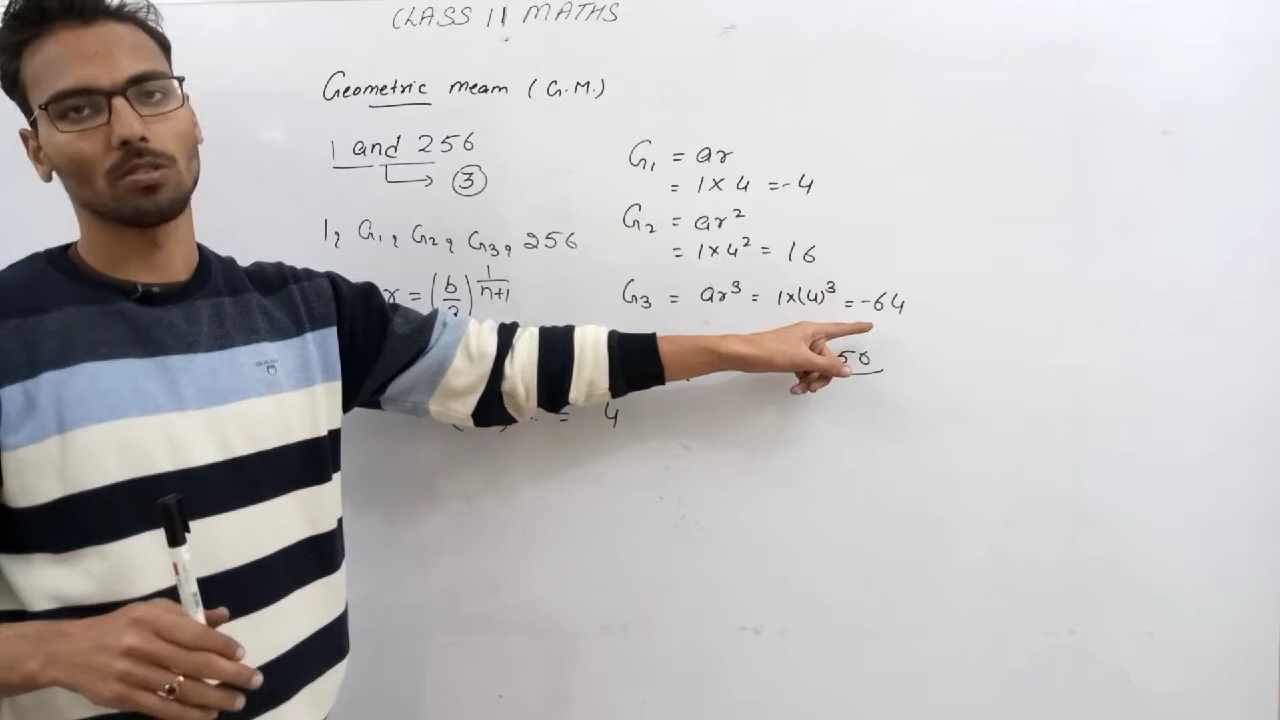 CLASS 11 MATHS
Geometric mean (G.M.)
1 and 256
3
1, G1, G2, G3, 256
r = (b/a)^1/n+1
= 4
G1 = ar
= 1 × 4 = -4
G2 = ar²
= 1×4² = 16
G3 = ar³ = 1×(4)³ = -64
50